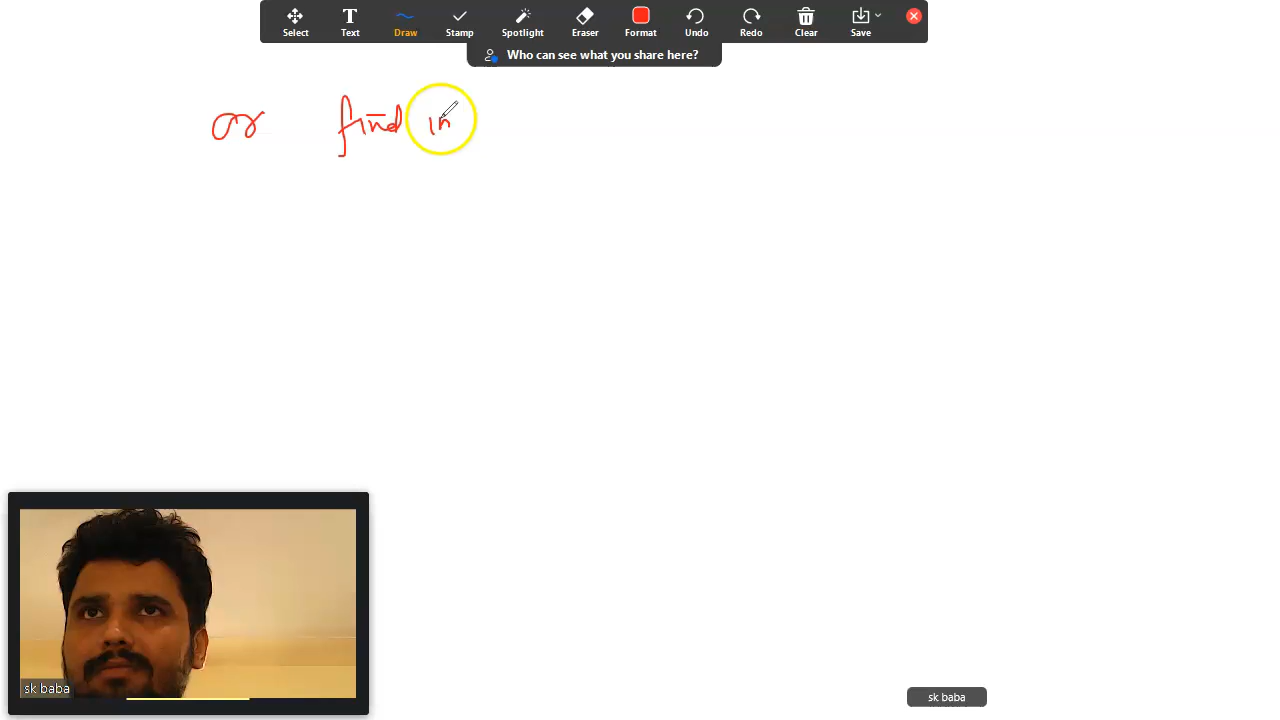 Select Text Draw Stamp Spotlight Eraser Format Undo Redo Clear Save
Who can see what you share here?
or find in
sk baba
sk baba